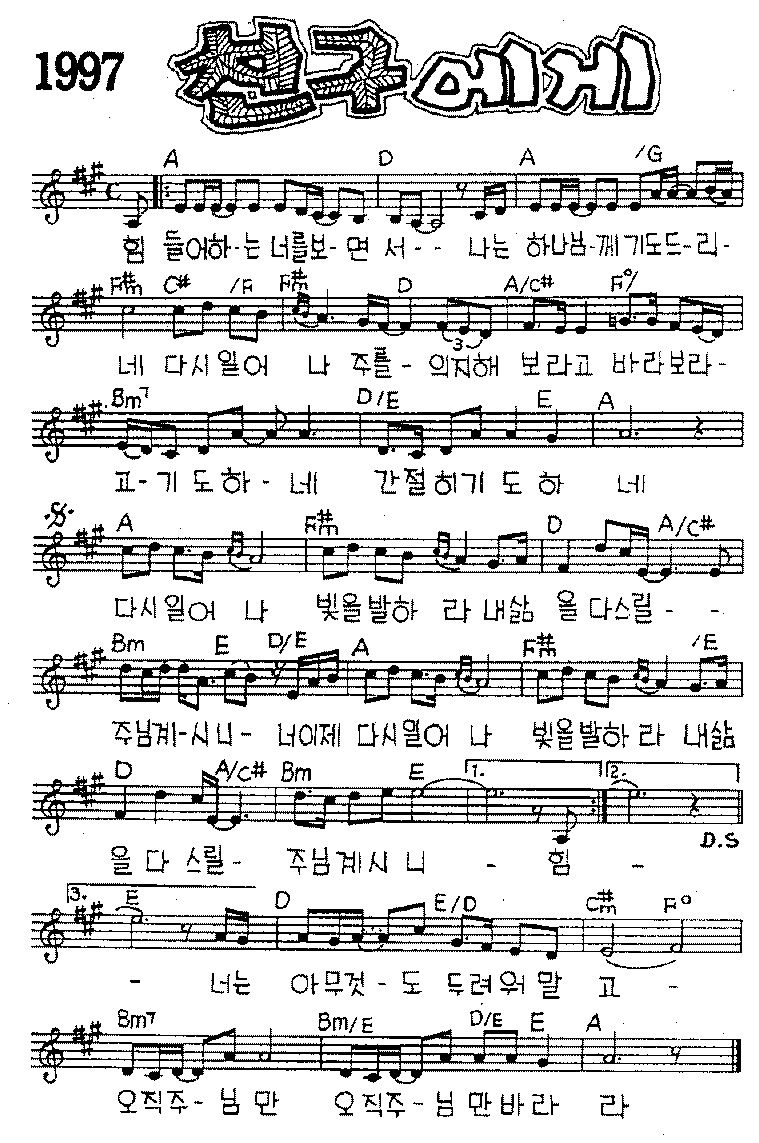 1997 친구에게
A D A /G
힘 들어하-는 너를보-면 서-- 나는 하나님-께 기도드-리-
F#m C# /F F#m D A/C# F°/
3
네 다시일어 나 주를- 의지해 보라고 바라보라-
Bm7 D/E E A
고-기 도하-네 간절히기 도하 네
A F#m D A/C#
다시일어 나 빛을발하 라 내삶 을다스릴--
Bm E D/E A F#m /E
주님계-시니- 너이제 다시일어 나 빛을발하 라 내삶
D A/C# Bm E 1. 2.
D.S
을다 스릴- 주님계시 니 - 힘 -
3. E D E/D C#m F°
- 너는 아무것-도 두려워 말 고 -
Bm7 Bm/E D/E E A
오직주-님 만 오직주-님 만바라 라